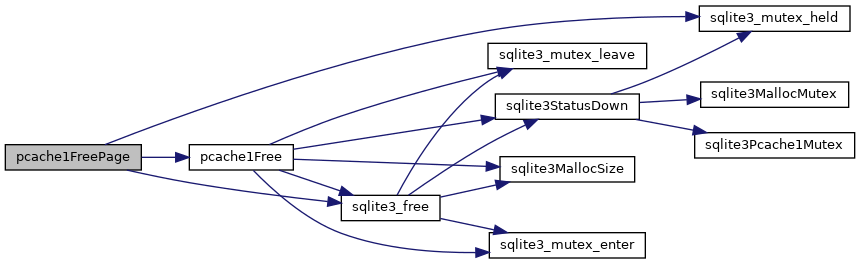 sqlite3_mutex_held
sqlite3_mutex_leave
sqlite3StatusDown
sqlite3MallocMutex
sqlite3Pcache1Mutex
pcache1FreePage
pcache1Free
sqlite3MallocSize
sqlite3_free
sqlite3_mutex_enter